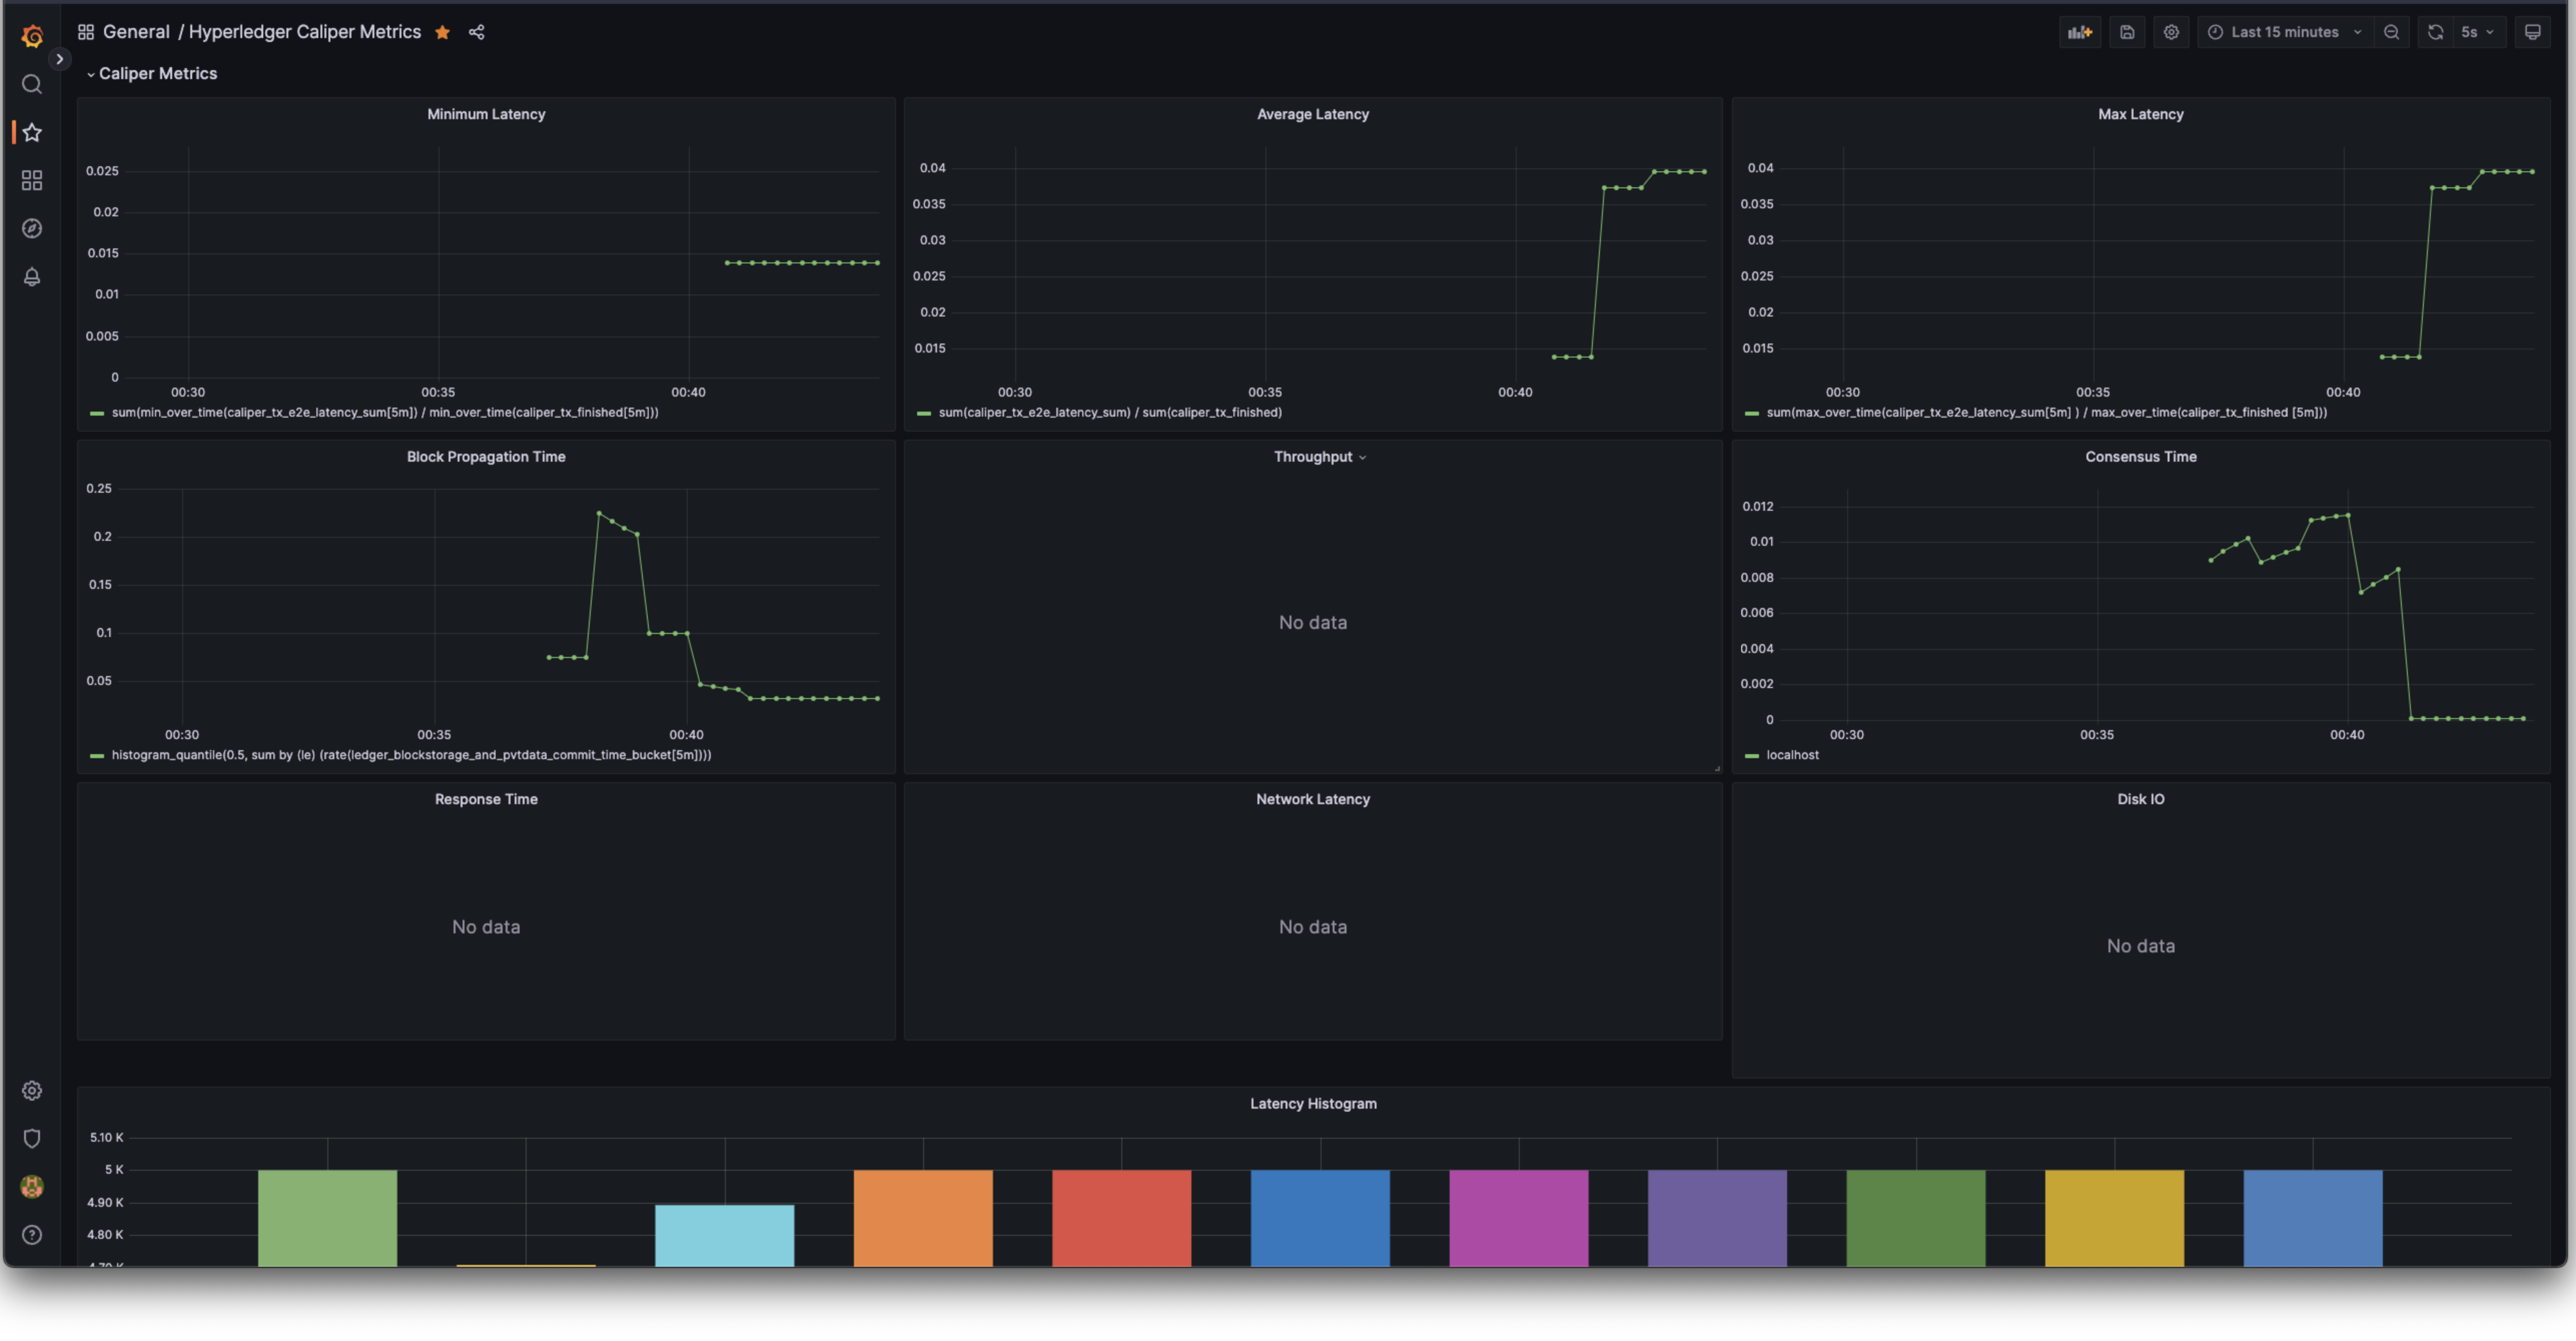 General / Hyperledger Caliper Metrics
Last 15 minutes
5s
Caliper Metrics
Minimum Latency
0.025
0.02
0.015
0.01
0.005
0
00:30 00:35 00:40
sum(min_over_time(caliper_tx_e2e_latency_sum[5m]) / min_over_time(caliper_tx_finished[5m]))
Average Latency
0.04
0.035
0.03
0.025
0.02
0.015
00:30 00:35 00:40
sum(caliper_tx_e2e_latency_sum) / sum(caliper_tx_finished)
Max Latency
0.04
0.035
0.03
0.025
0.02
0.015
00:30 00:35 00:40
sum(max_over_time(caliper_tx_e2e_latency_sum[5m] ) / max_over_time(caliper_tx_finished [5m]))
Block Propagation Time
0.25
0.2
0.15
0.1
0.05
00:30 00:35 00:40
histogram_quantile(0.5, sum by (le) (rate(ledger_blockstorage_and_pvtdata_commit_time_bucket[5m])))
Throughput
No data
Consensus Time
0.012
0.01
0.008
0.006
0.004
0.002
0
00:30 00:35 00:40
localhost
Response Time
No data
Network Latency
No data
Disk IO
No data
Latency Histogram
5.10 K
5 K
4.90 K
4.80 K
4.70 K